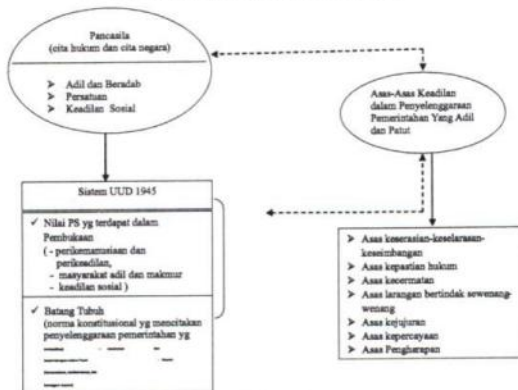 Pancasila
(cita hukum dan cita negara)
➤ Adil dan Beradab
➤ Persatuan
➤ Keadilan Sosial
Asas-Asas Keadilan
dalam Penyelenggaraan
Pemerintahan Yang Adil
dan Patut
Sistem UUD 1945
✓ Nilai PS yg terdapat dalam
Pembukaan
( - perikemanusiaan dan
perikeadilan,
- masyarakat adil dan makmur
- keadilan sosial )
✓ Batang Tubuh
(norma konstitusional yg mencitakan
penyelenggaraan pemerintahan yg
➤ Asas keserasian-keselarasan-
keseimbangan
➤ Asas kepastian hukum
➤ Asas kecermatan
➤ Asas larangan bertindak sewenang-
wenang
➤ Asas kejujuran
➤ Asas kepercayaan
➤ Asas Pengharapan